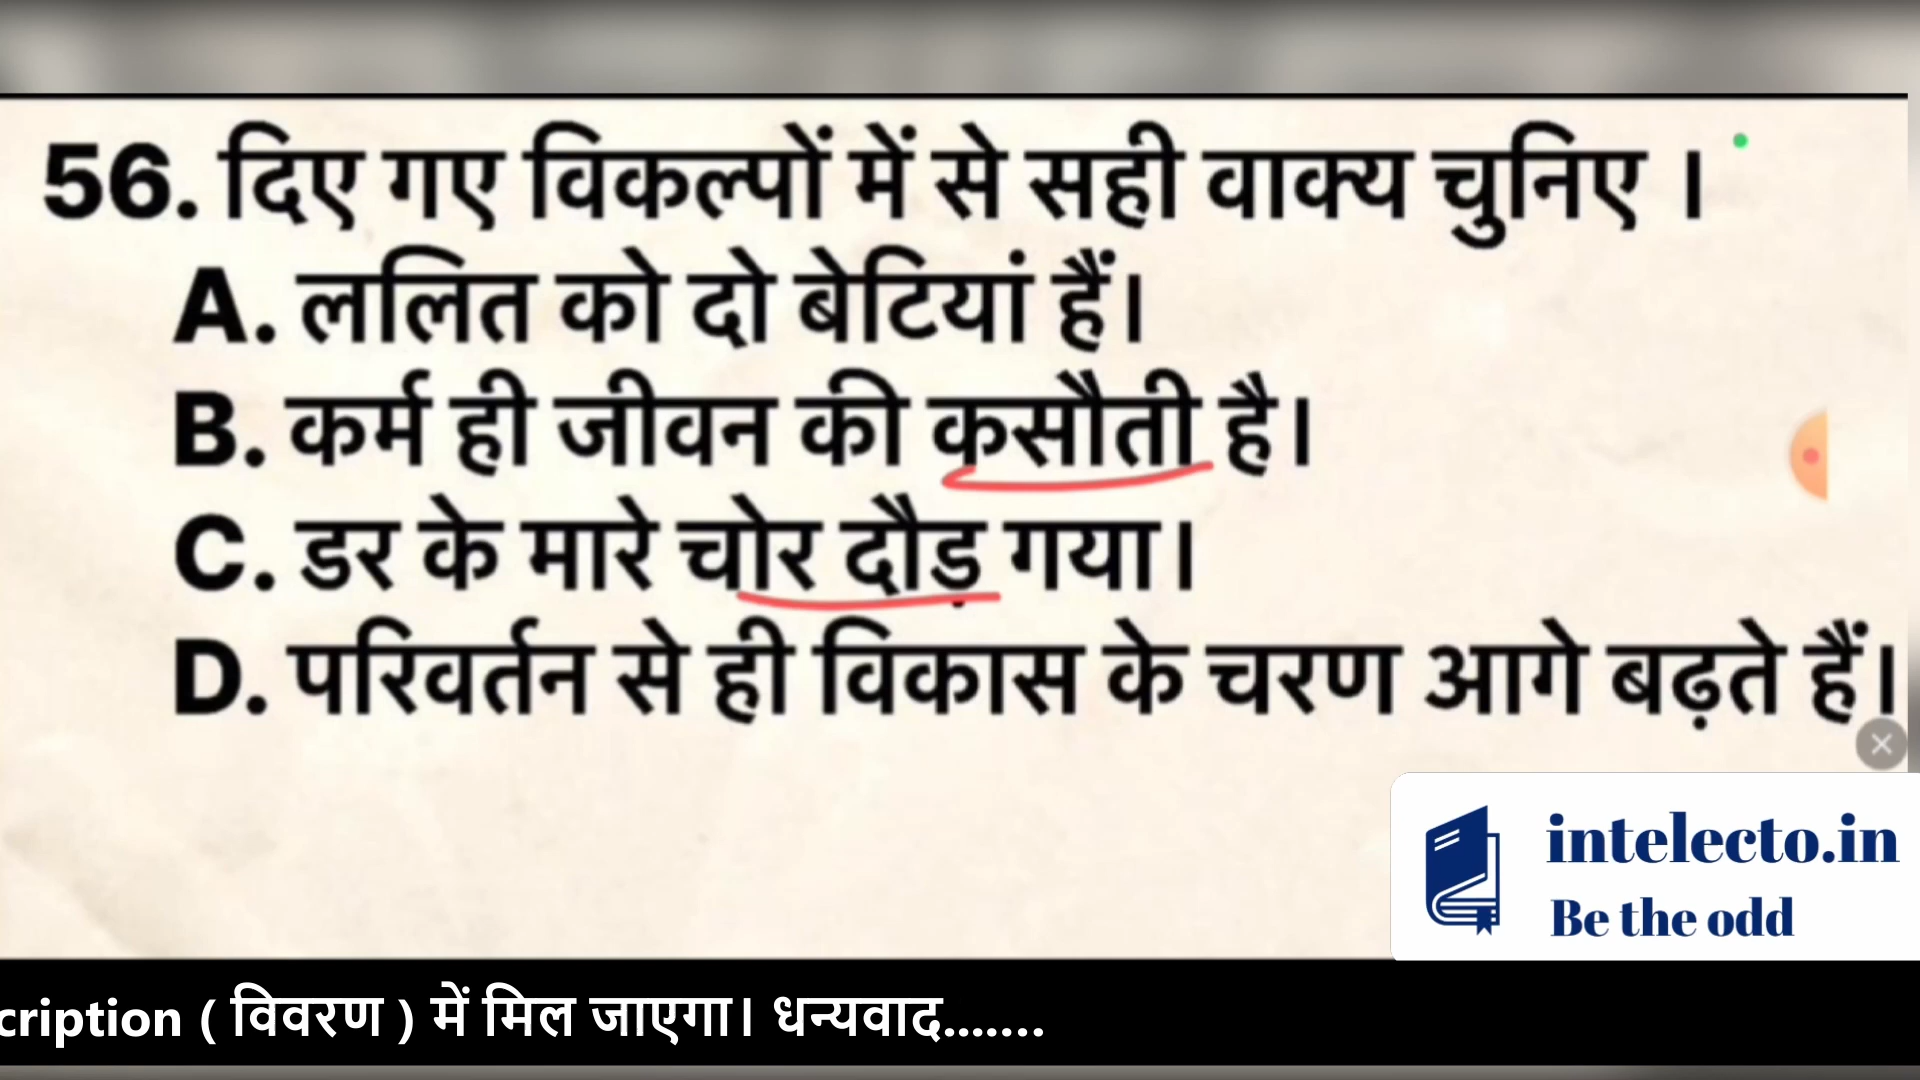 56. दिए गए विकल्पों में से सही वाक्य चुनिए ।
A. ललित को दो बेटियां हैं।
B. कर्म ही जीवन की कसौती है।
C. डर के मारे चोर दौड़ गया।
D. परिवर्तन से ही विकास के चरण आगे बढ़ते हैं।
intelecto.in
Be the odd
cription ( विवरण ) में मिल जाएगा। धन्यवाद.......